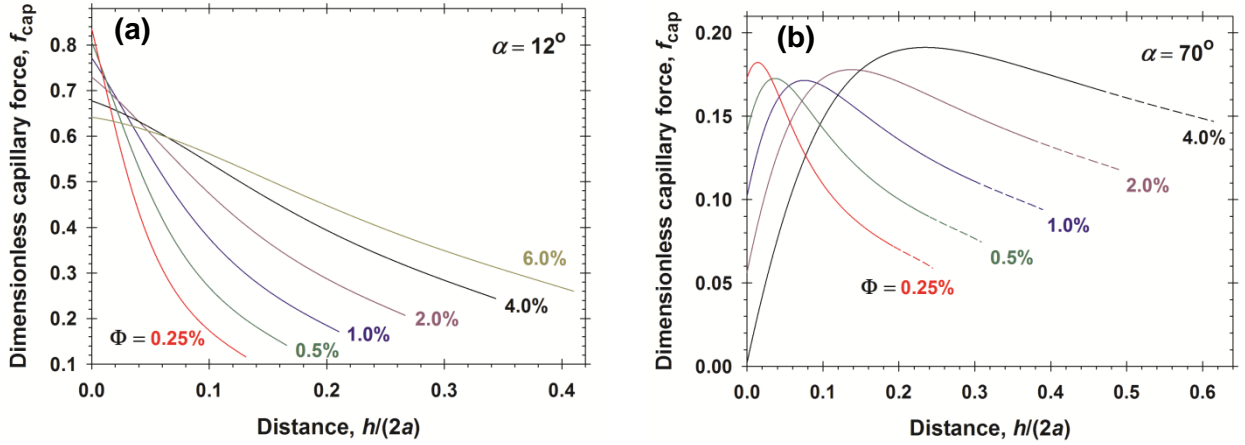 (a)
α = 12°
Dimensionless capillary force, fcap
0.8
0.7
0.6
0.5
0.4
0.3
0.2
0.1
6.0%
4.0%
2.0%
1.0%
0.5%
Φ = 0.25%
0.0 0.1 0.2 0.3 0.4
Distance, h/(2a)
(b)
α = 70°
Dimensionless capillary force, fcap
0.20
0.15
0.10
0.05
0.00
4.0%
2.0%
1.0%
0.5%
Φ = 0.25%
0.0 0.1 0.2 0.3 0.4 0.5 0.6
Distance, h/(2a)